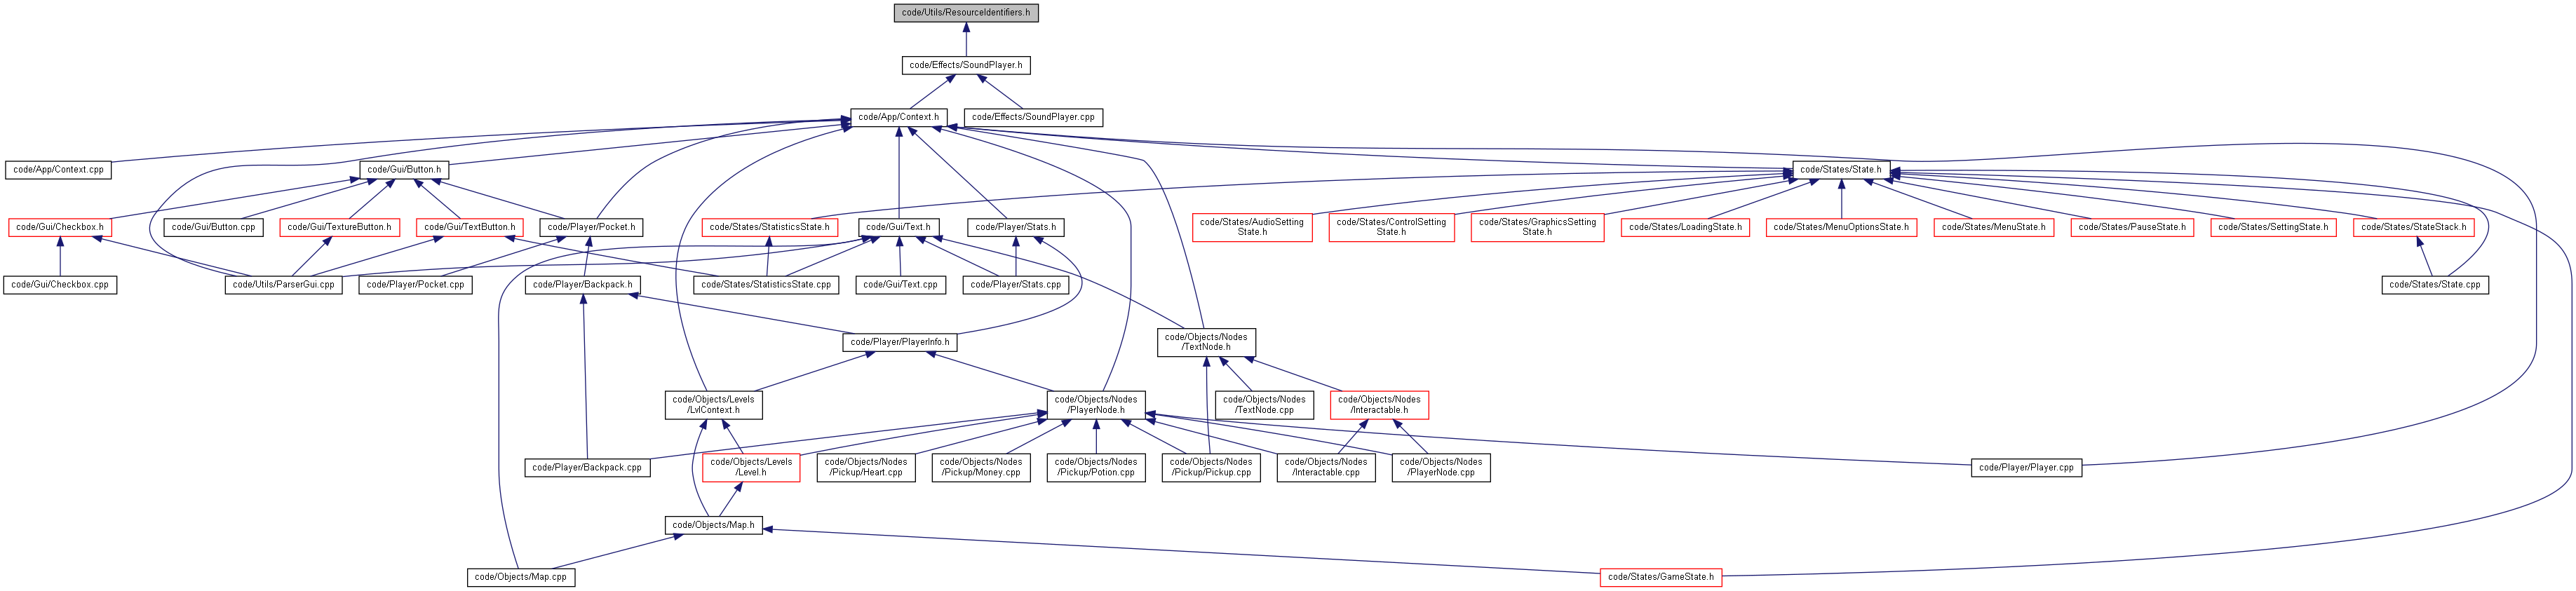 code/Utils/ResourceIdentifiers.h
code/Effects/SoundPlayer.h
code/App/Context.h
code/Effects/SoundPlayer.cpp
code/App/Context.cpp
code/Gui/Button.h
code/States/State.h
code/Gui/Checkbox.h
code/Gui/Button.cpp
code/Gui/TextureButton.h
code/Gui/TextButton.h
code/Player/Pocket.h
code/States/StatisticsState.h
code/Gui/Text.h
code/Player/Stats.h
code/States/AudioSetting
State.h
code/States/ControlSetting
State.h
code/States/GraphicsSetting
State.h
code/States/LoadingState.h
code/States/MenuOptionsState.h
code/States/MenuState.h
code/States/PauseState.h
code/States/SettingState.h
code/States/StateStack.h
code/Gui/Checkbox.cpp
code/Utils/ParserGui.cpp
code/Player/Pocket.cpp
code/Player/Backpack.h
code/States/StatisticsState.cpp
code/Gui/Text.cpp
code/Player/Stats.cpp
code/States/State.cpp
code/Player/PlayerInfo.h
code/Objects/Nodes
/TextNode.h
code/Objects/Levels
/LvlContext.h
code/Objects/Nodes
/PlayerNode.h
code/Objects/Nodes
/TextNode.cpp
code/Objects/Nodes
/Interactable.h
code/Player/Backpack.cpp
code/Objects/Levels
/Level.h
code/Objects/Nodes
/Pickup/Heart.cpp
code/Objects/Nodes
/Pickup/Money.cpp
code/Objects/Nodes
/Pickup/Potion.cpp
code/Objects/Nodes
/Pickup/Pickup.cpp
code/Objects/Nodes
/Interactable.cpp
code/Objects/Nodes
/PlayerNode.cpp
code/Player/Player.cpp
code/Objects/Map.h
code/Objects/Map.cpp
code/States/GameState.h